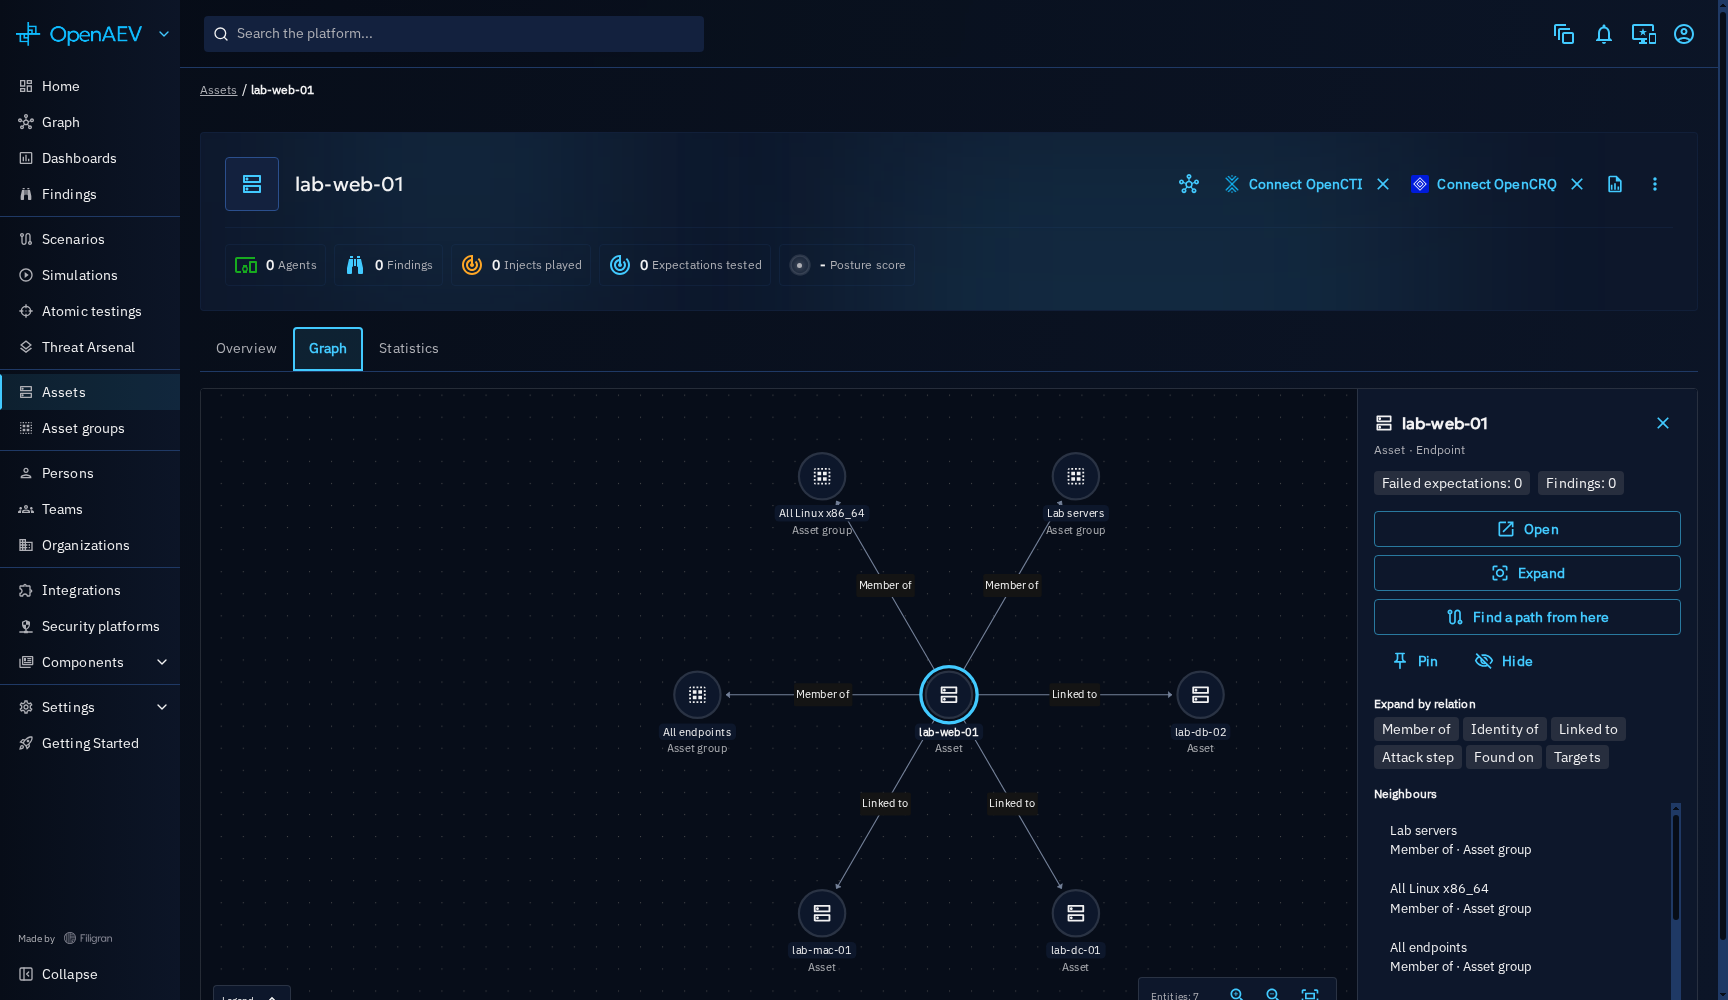 OpenAEV
Search the platform...
Home
Graph
Dashboards
Findings
Scenarios
Simulations
Atomic testings
Threat Arsenal
Assets
Asset groups
Persons
Teams
Organizations
Integrations
Security platforms
Components
Settings
Getting Started
Made by Filigran
Collapse
Assets / lab-web-01
lab-web-01
Connect OpenCTI
Connect OpenCRQ
0 Agents
0 Findings
0 Injects played
0 Expectations tested
- Posture score
Overview
Graph
Statistics
All Linux x86_64
Asset group
Lab servers
Asset group
Member of
Member of
Member of
Linked to
All endpoints
Asset group
lab-web-01
Asset
lab-db-02
Asset
Linked to
Linked to
lab-mac-01
Asset
lab-dc-01
Asset
Legend
Entities: 7
lab-web-01
Asset · Endpoint
Failed expectations: 0
Findings: 0
Open
Expand
Find a path from here
Pin
Hide
Expand by relation
Member of
Identity of
Linked to
Attack step
Found on
Targets
Neighbours
Lab servers
Member of · Asset group
All Linux x86_64
Member of · Asset group
All endpoints
Member of · Asset group